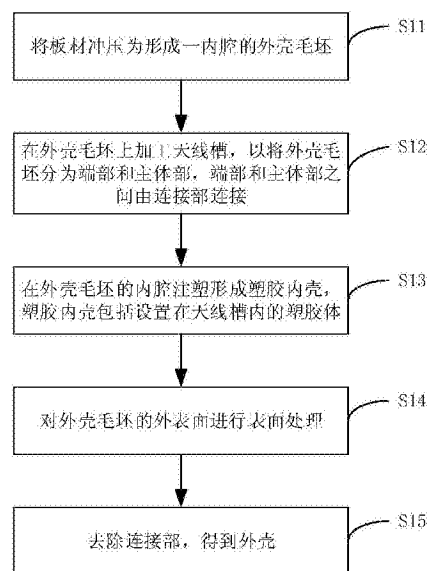 将板材冲压为形成一内腔的外壳毛坯
S11
在外壳毛坯上加工天线槽，以将外壳毛
坯分为端部和主体部，端部和主体部之
间由连接部连接
S12
在外壳毛坯的内腔注塑形成塑胶内壳，
塑胶内壳包括设置在天线槽内的塑胶体
S13
对外壳毛坯的外表面进行表面处理
S14
去除连接部，得到外壳
S15